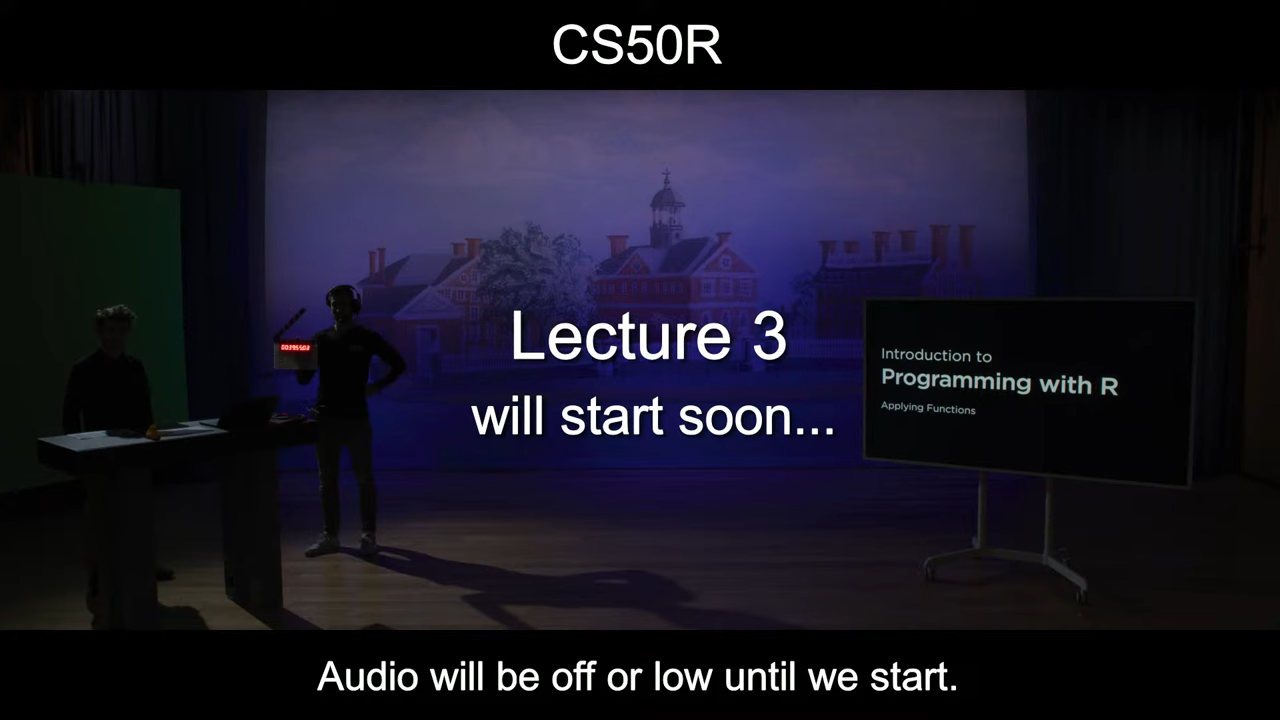 CS50R
Lecture 3
will start soon...
Introduction to
Programming with R
Applying Functions
Audio will be off or low until we start.